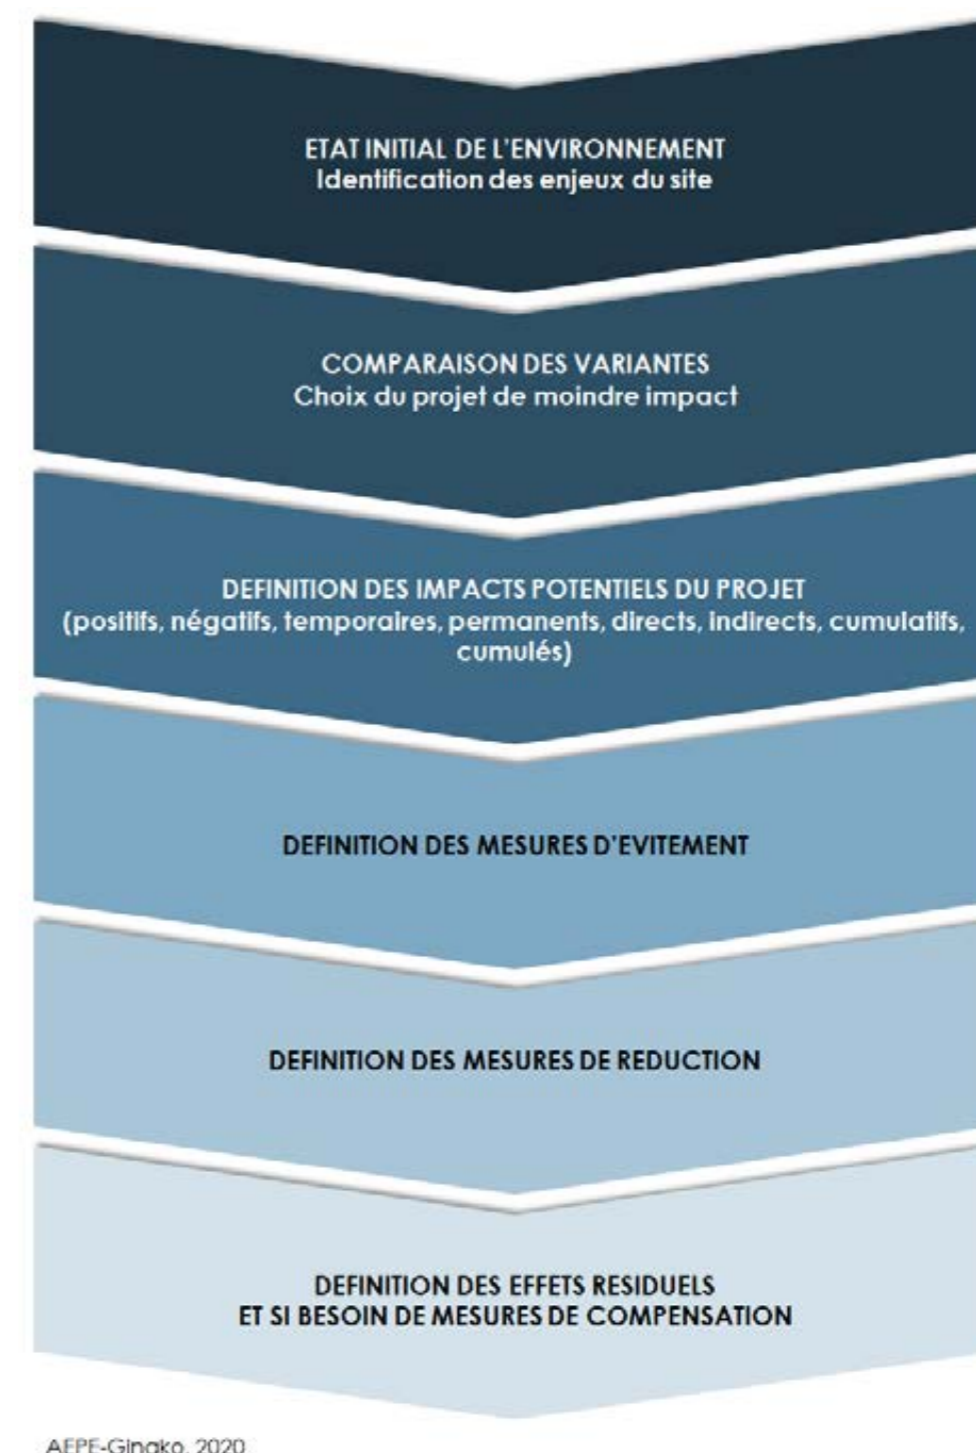 ETAT INITIAL DE L'ENVIRONNEMENT
Identification des enjeux du site
COMPARAISON DES VARIANTES
Choix du projet de moindre impact
DEFINITION DES IMPACTS POTENTIELS DU PROJET
(positifs, négatifs, temporaires, permanents, directs, indirects, cumulatifs,
cumulés)
DEFINITION DES MESURES D'EVITEMENT
DEFINITION DES MESURES DE REDUCTION
DEFINITION DES EFFETS RESIDUELS
ET SI BESOIN DE MESURES DE COMPENSATION
AEPE-Gingko, 2020